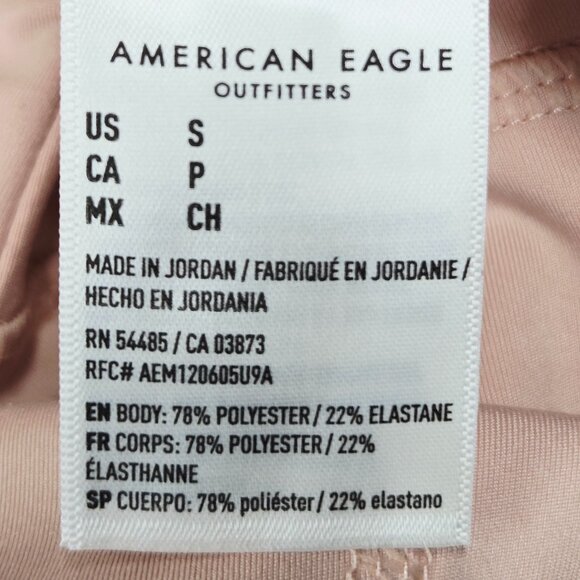 AMERICAN EAGLE
OUTFITTERS
US S
CA P
MX CH
MADE IN JORDAN / FABRIQUÉ EN JORDANIE /
HECHO EN JORDANIA
RN 54485 / CA 03873
RFC# AEM120605U9A
EN BODY: 78% POLYESTER / 22% ELASTANE
FR CORPS: 78% POLYESTER / 22%
ÉLASTHANNE
SP CUERPO: 78% poliéster / 22% elastano